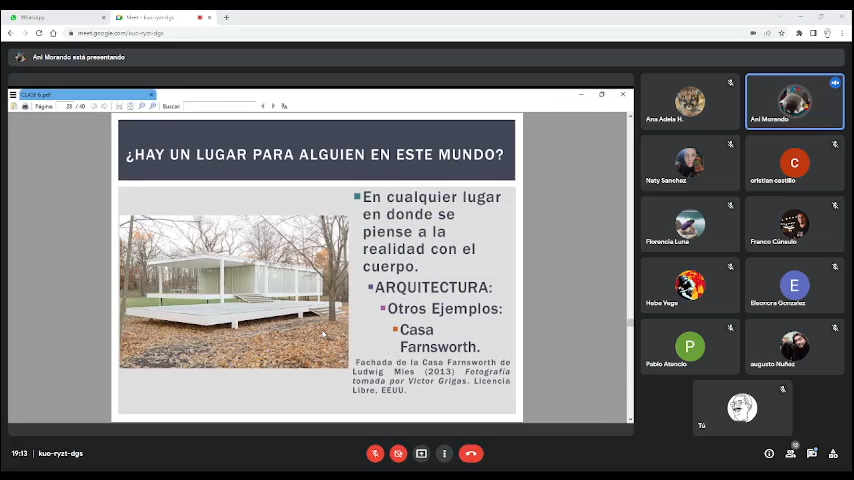 WhatsApp
Meet - kuo-ryzt-dgs
meet.google.com/kuo-ryzt-dgs
Ani Morando está presentando
CLASE 6.pdf
Página: 28 / 40
Buscar:
¿HAY UN LUGAR PARA ALGUIEN EN ESTE MUNDO?
En cualquier lugar
en donde se
piense a la
realidad con el
cuerpo.
ARQUITECTURA:
Otros Ejemplos:
Casa
Farnsworth.
Fachada de la Casa Farnsworth de
Ludwig Mies (2013) Fotografía
tomada por Victor Grigas. Licencia
Libre, EEUU.
Ana Adela H.
Ani Morando
Naty Sanchez
C
cristian castillo
Florencia Luna
Franco Cúnsulo
Hebe Vega
E
Eleonora Gonzalez
P
Pablo Atencio
augusto Nuñez
Tú
19:13
kuo-ryzt-dgs
12